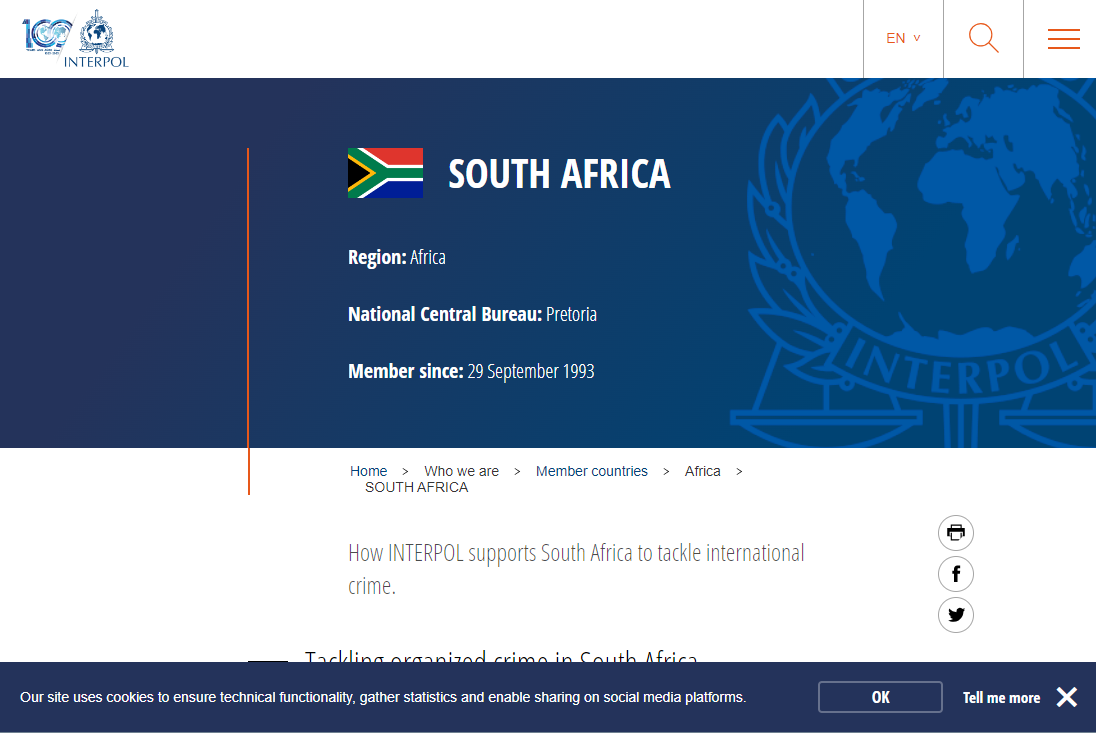 100
INTERPOL
EN v
SOUTH AFRICA
Region: Africa
National Central Bureau: Pretoria
Member since: 29 September 1993
INTERPOL
Home > Who we are > Member countries > Africa >
SOUTH AFRICA
How INTERPOL supports South Africa to tackle international
crime.
Tackling organized crime in South Africa
Our site uses cookies to ensure technical functionality, gather statistics and enable sharing on social media platforms.
OK
Tell me more